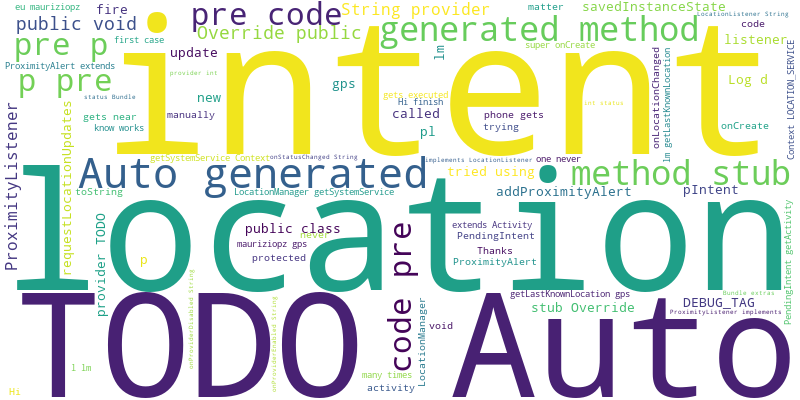 eu mauriziopz
fire
pre code
String provider
matter
savedInstanceState
LocationListener String
public void
Override public
generated method
code
pre p
first case
update
lm
super onCreate
listener
ProximityAlert extends
intent
provider int
gps
onLocationChanged
lm getLastKnownLocation
Context LOCATION_SERVICE
p pre
Log d
status Bundle
new
gets executed
Hi finish
int status
ProximityListener
requestLocationUpdates
gets near
manually
called
phone gets
know works
pl
trying
onCreate
getSystemService Context
onStatusChanged String
implements LocationListener
one never
Auto generated
tried using
method stub
toString
LocationManager getSystemService
addProximityAlert
pIntent
location
provider TODO
public class
extends Activity
mauriziopz gps
never
PendingIntent
code pre
Thanks
protected
p
ProximityAlert
PendingIntent getActivity
onProviderDisabled String
onProviderEnabled String
getLastKnownLocation gps
Bundle extras
TODO
Auto
LocationManager
stub Override
DEBUG_TAG
ProximityListener implements
void
l lm
many times
activity
Hi